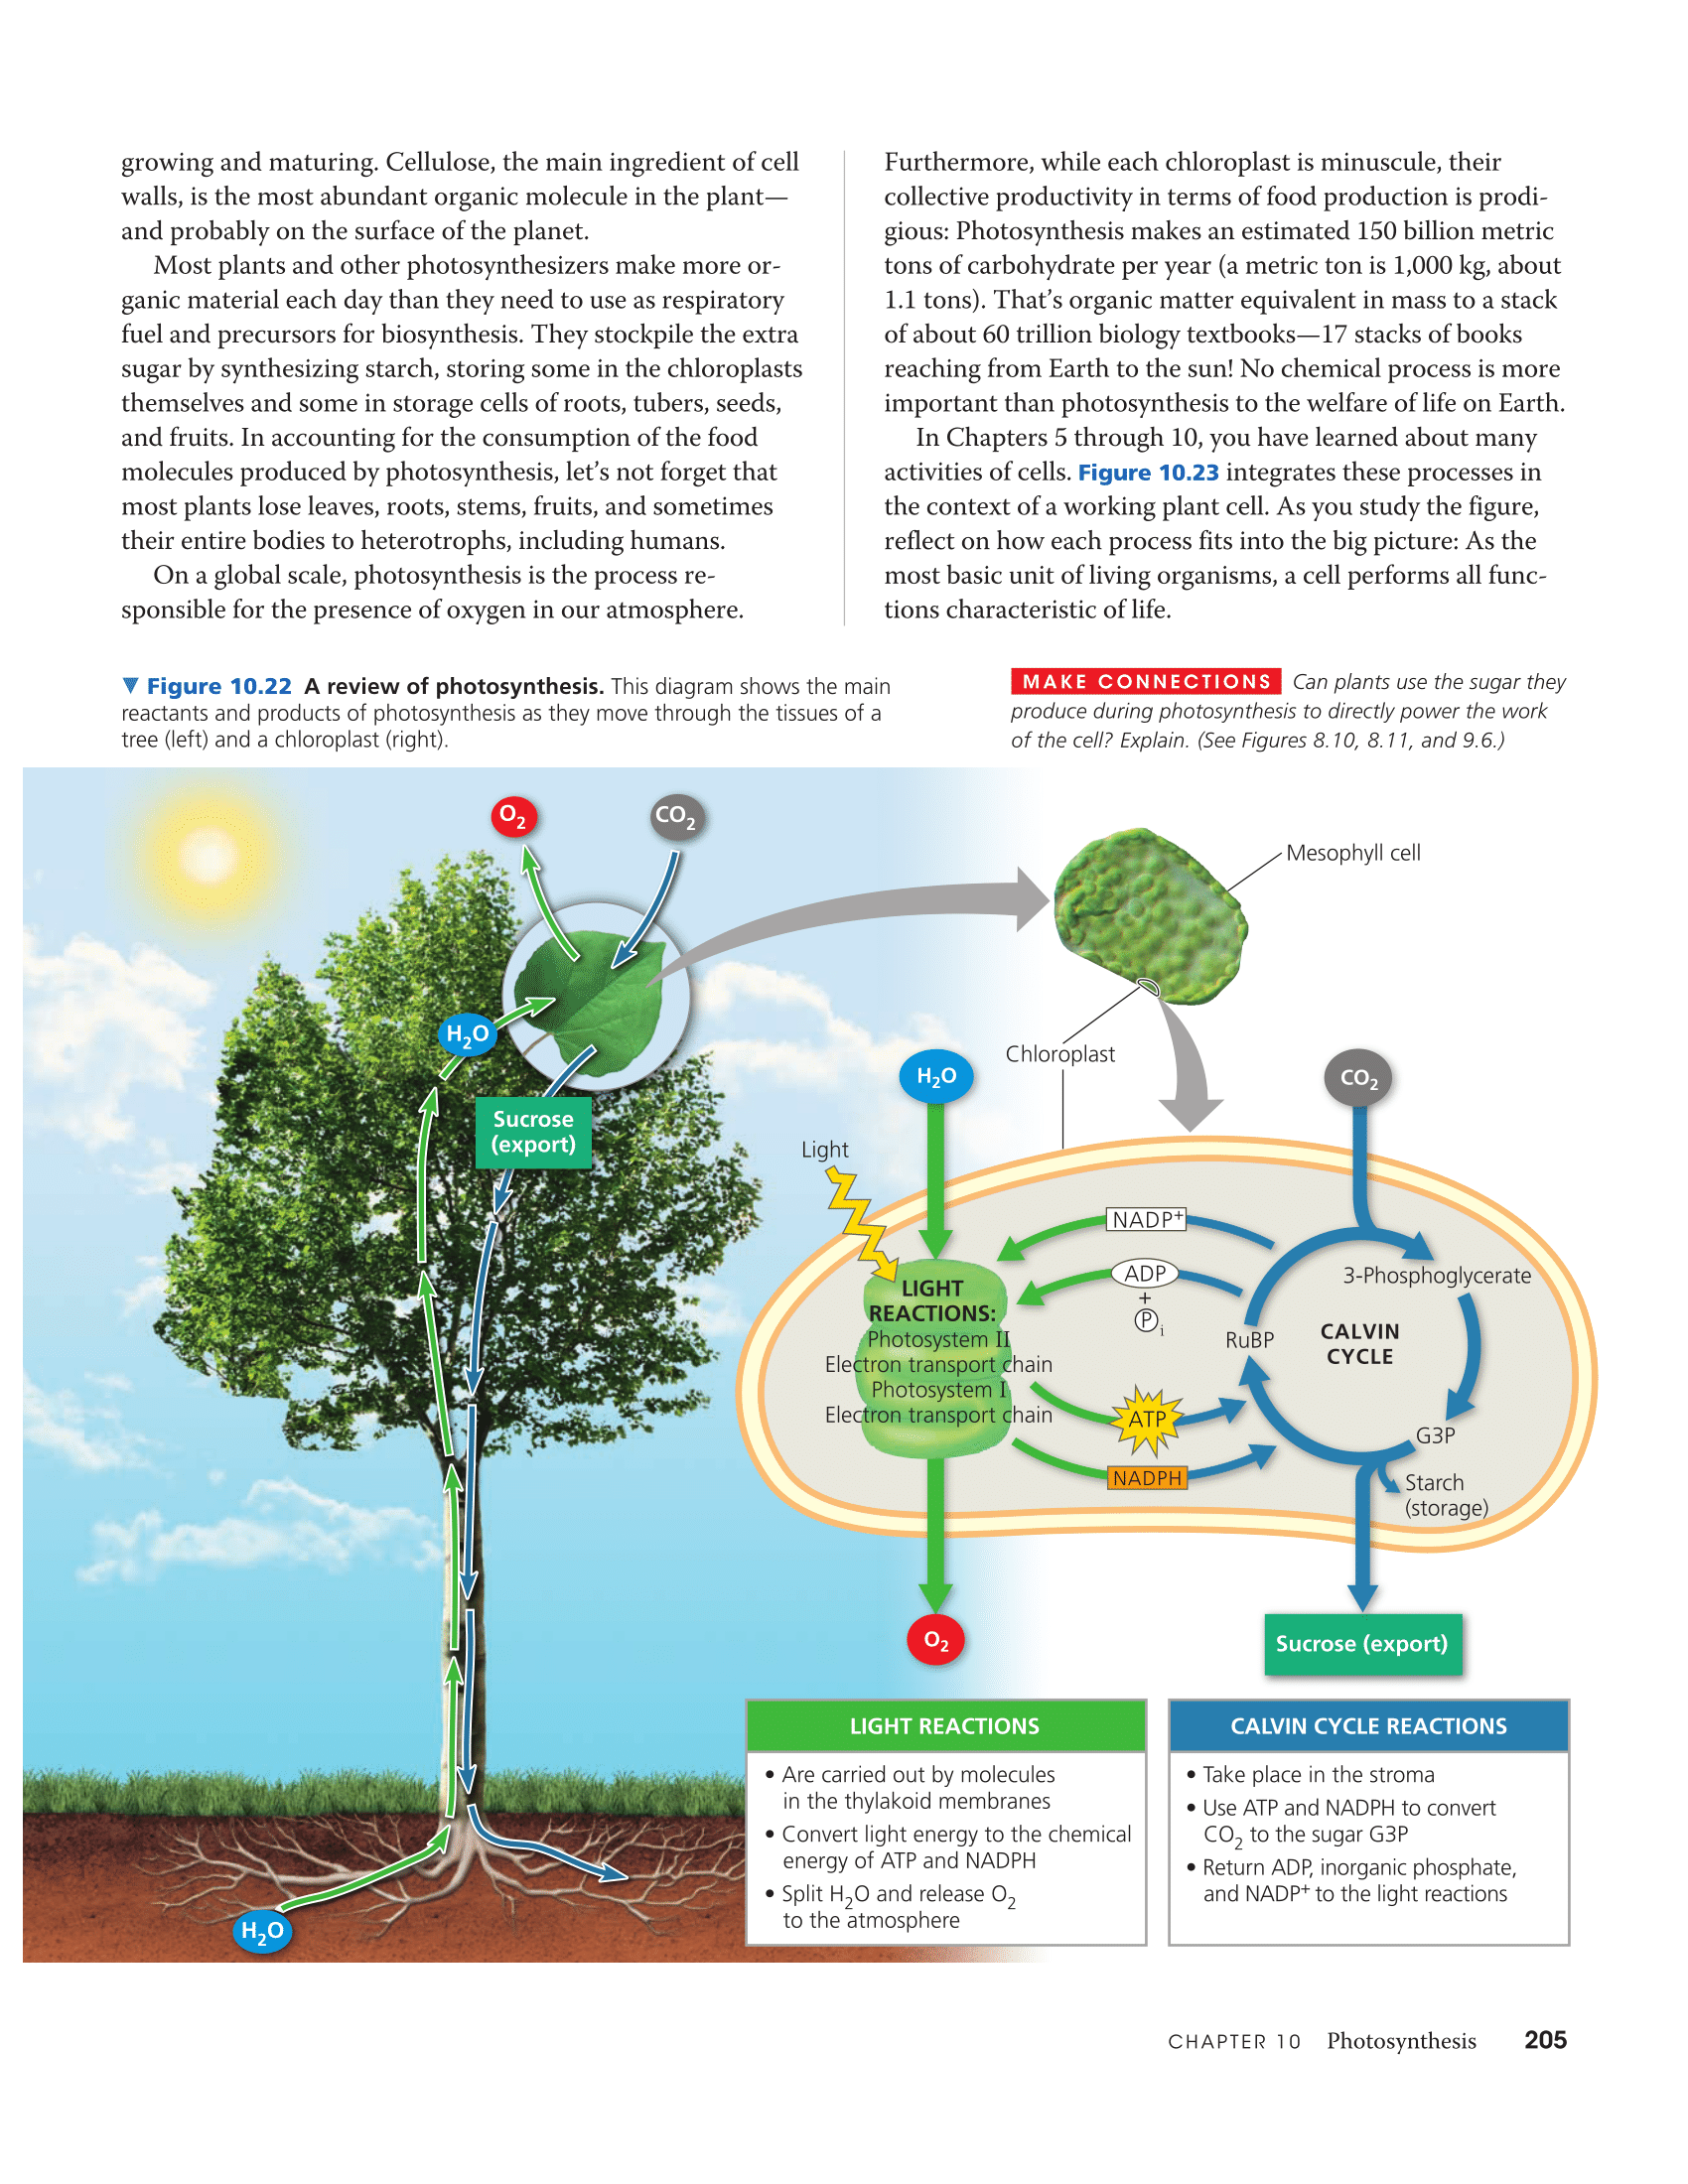 growing and maturing. Cellulose, the main ingredient of cell
walls, is the most abundant organic molecule in the plant—
and probably on the surface of the planet.
Most plants and other photosynthesizers make more or-
ganic material each day than they need to use as respiratory
fuel and precursors for biosynthesis. They stockpile the extra
sugar by synthesizing starch, storing some in the chloroplasts
themselves and some in storage cells of roots, tubers, seeds,
and fruits. In accounting for the consumption of the food
molecules produced by photosynthesis, let’s not forget that
most plants lose leaves, roots, stems, fruits, and sometimes
their entire bodies to heterotrophs, including humans.
On a global scale, photosynthesis is the process re-
sponsible for the presence of oxygen in our atmosphere.
Furthermore, while each chloroplast is minuscule, their
collective productivity in terms of food production is prodi-
gious: Photosynthesis makes an estimated 150 billion metric
tons of carbohydrate per year (a metric ton is 1,000 kg, about
1.1 tons). That’s organic matter equivalent in mass to a stack
of about 60 trillion biology textbooks—17 stacks of books
reaching from Earth to the sun! No chemical process is more
important than photosynthesis to the welfare of life on Earth.
In Chapters 5 through 10, you have learned about many
activities of cells. Figure 10.23 integrates these processes in
the context of a working plant cell. As you study the figure,
reflect on how each process fits into the big picture: As the
most basic unit of living organisms, a cell performs all func-
tions characteristic of life.
▼ Figure 10.22 A review of photosynthesis. This diagram shows the main
reactants and products of photosynthesis as they move through the tissues of a
tree (left) and a chloroplast (right).
MAKE CONNECTIONS Can plants use the sugar they
produce during photosynthesis to directly power the work
of the cell? Explain. (See Figures 8.10, 8.11, and 9.6.)
O₂
CO₂
H₂O
Sucrose
(export)
H₂O
Mesophyll cell
Chloroplast
H₂O
CO₂
Light
NADP⁺
ADP
+
P i
LIGHT
REACTIONS:
Photosystem II
Electron transport chain
Photosystem I
Electron transport chain
3-Phosphoglycerate
RuBP
CALVIN
CYCLE
ATP
NADPH
G3P
Starch
(storage)
O₂
Sucrose (export)
LIGHT REACTIONS
• Are carried out by molecules
in the thylakoid membranes
• Convert light energy to the chemical
energy of ATP and NADPH
• Split H₂O and release O₂
to the atmosphere
CALVIN CYCLE REACTIONS
• Take place in the stroma
• Use ATP and NADPH to convert
CO₂ to the sugar G3P
• Return ADP, inorganic phosphate,
and NADP⁺ to the light reactions
CHAPTER 10 Photosynthesis 205